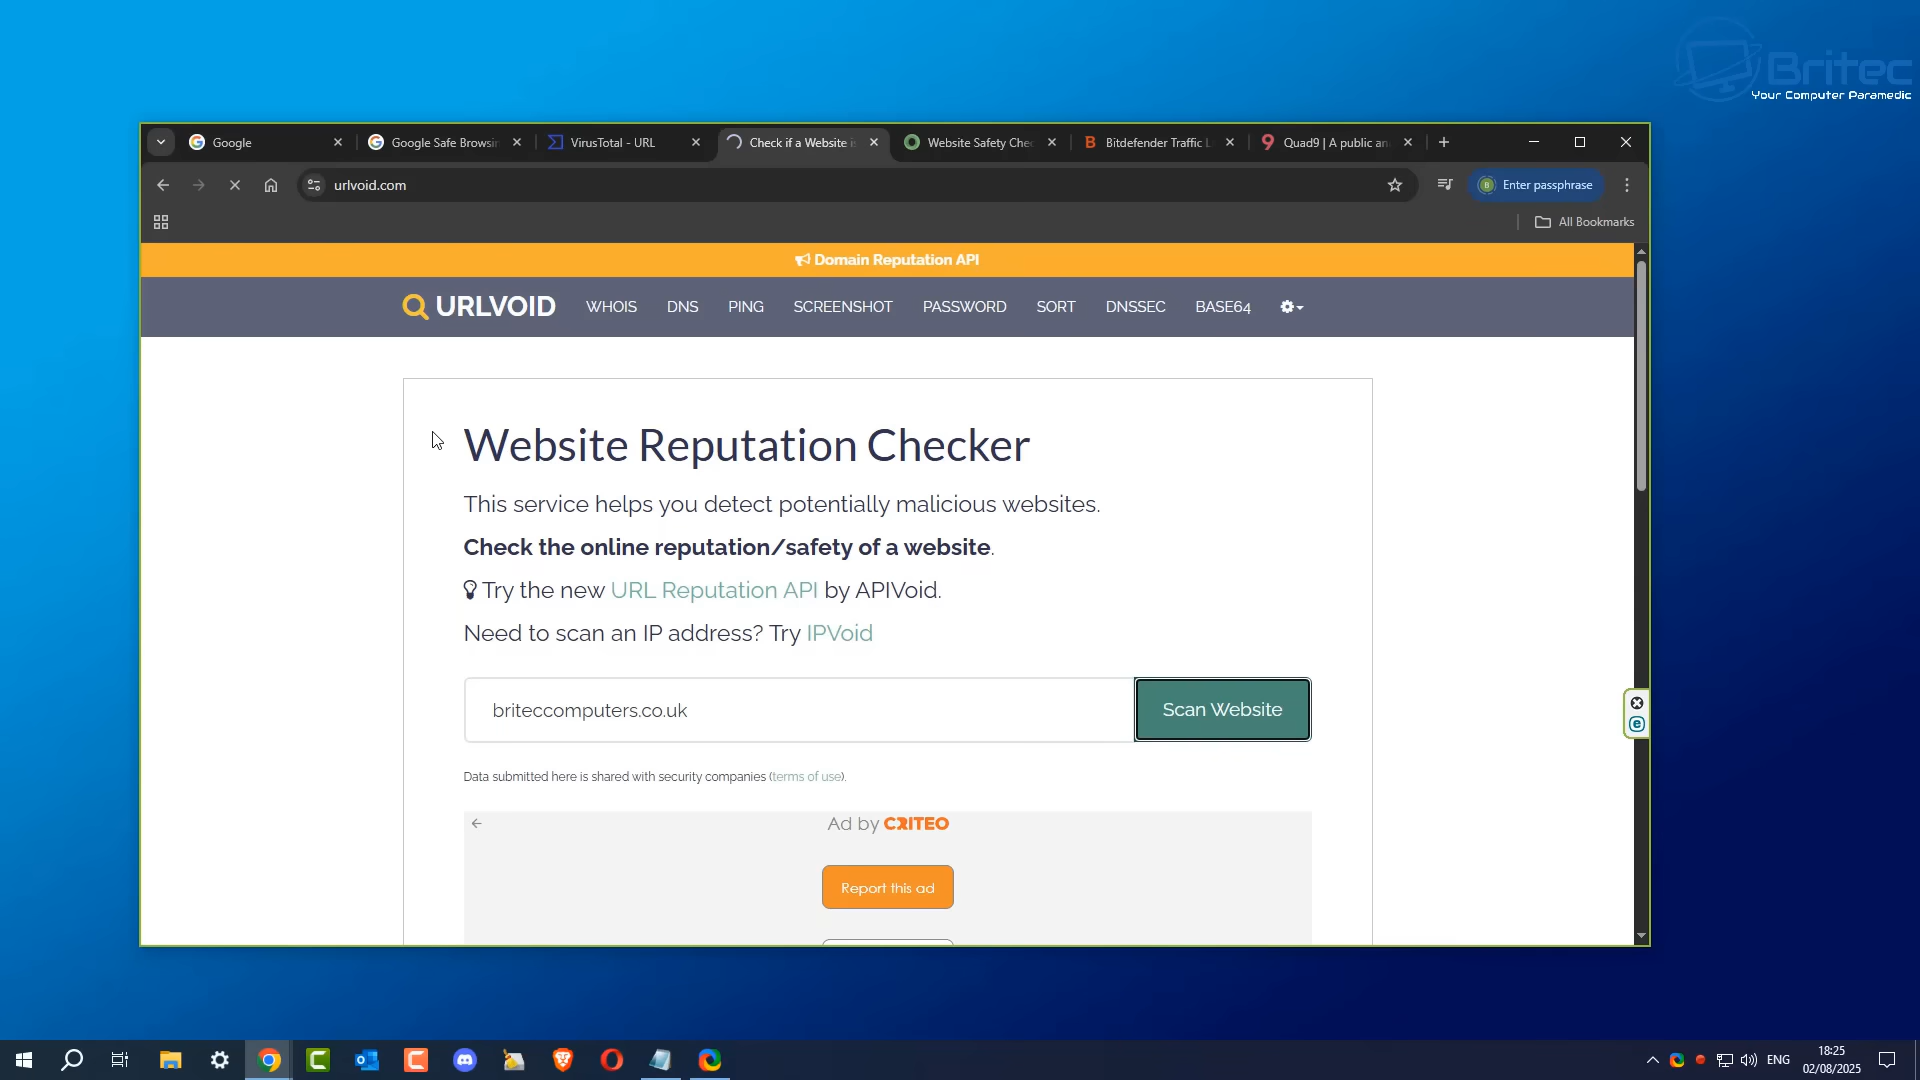 Britec
Your Computer Paramedic
Google
Google Safe Browsin
VirusTotal - URL
Check if a Website is
Website Safety Chec
Bitdefender Traffic L
Quad9 | A public an
urlvoid.com
Enter passphrase
All Bookmarks
Domain Reputation API
URLVOID
WHOIS
DNS
PING
SCREENSHOT
PASSWORD
SORT
DNSSEC
BASE64
Website Reputation Checker
This service helps you detect potentially malicious websites.
Check the online reputation/safety of a website.
Try the new URL Reputation API by APIVoid.
Need to scan an IP address? Try IPVoid
briteccomputers.co.uk
Scan Website
Data submitted here is shared with security companies (terms of use).
Ad by CRITEO
Report this ad
ENG
18:25
02/08/2025